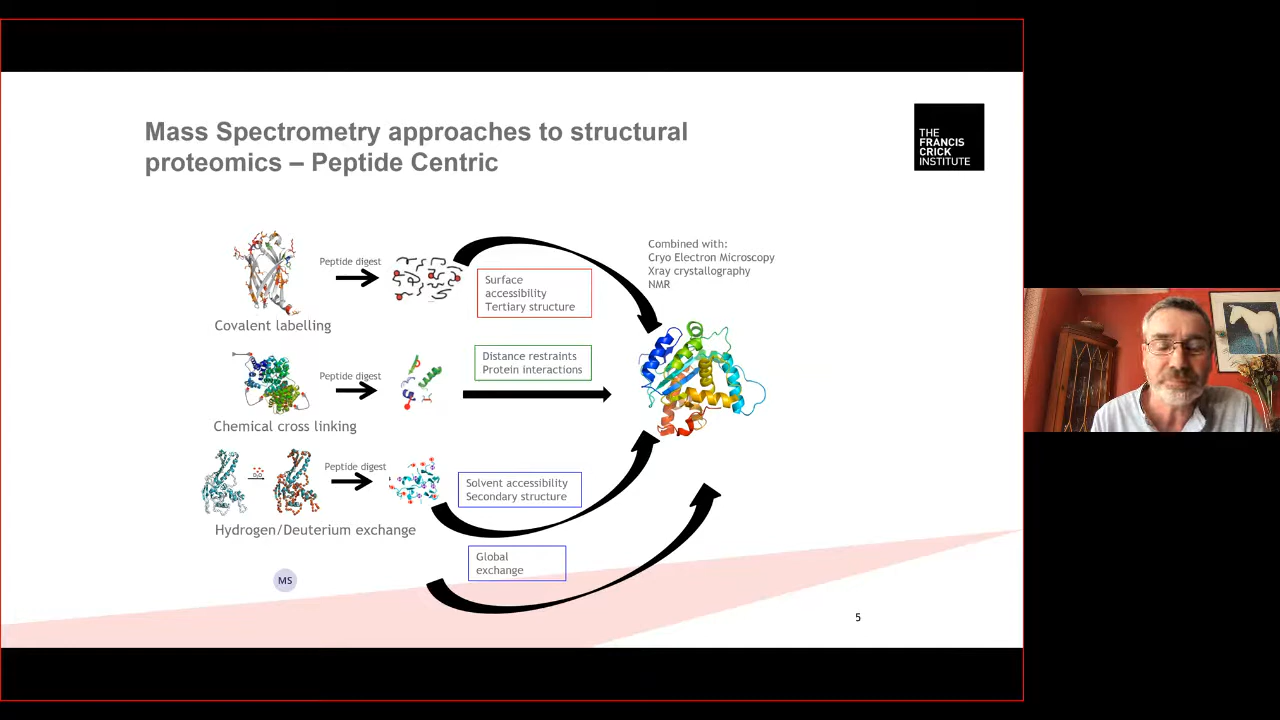 Mass Spectrometry approaches to structural
proteomics – Peptide Centric
THE
FRANCIS
CRICK
INSTITUTE
Peptide digest
Surface
accessibility
Tertiary structure
Combined with:
Cryo Electron Microscopy
Xray crystallography
NMR
Covalent labelling
Peptide digest
Distance restraints
Protein interactions
Chemical cross linking
D₂O
Peptide digest
Solvent accessibility
Secondary structure
Hydrogen/Deuterium exchange
Global
exchange
MS
5